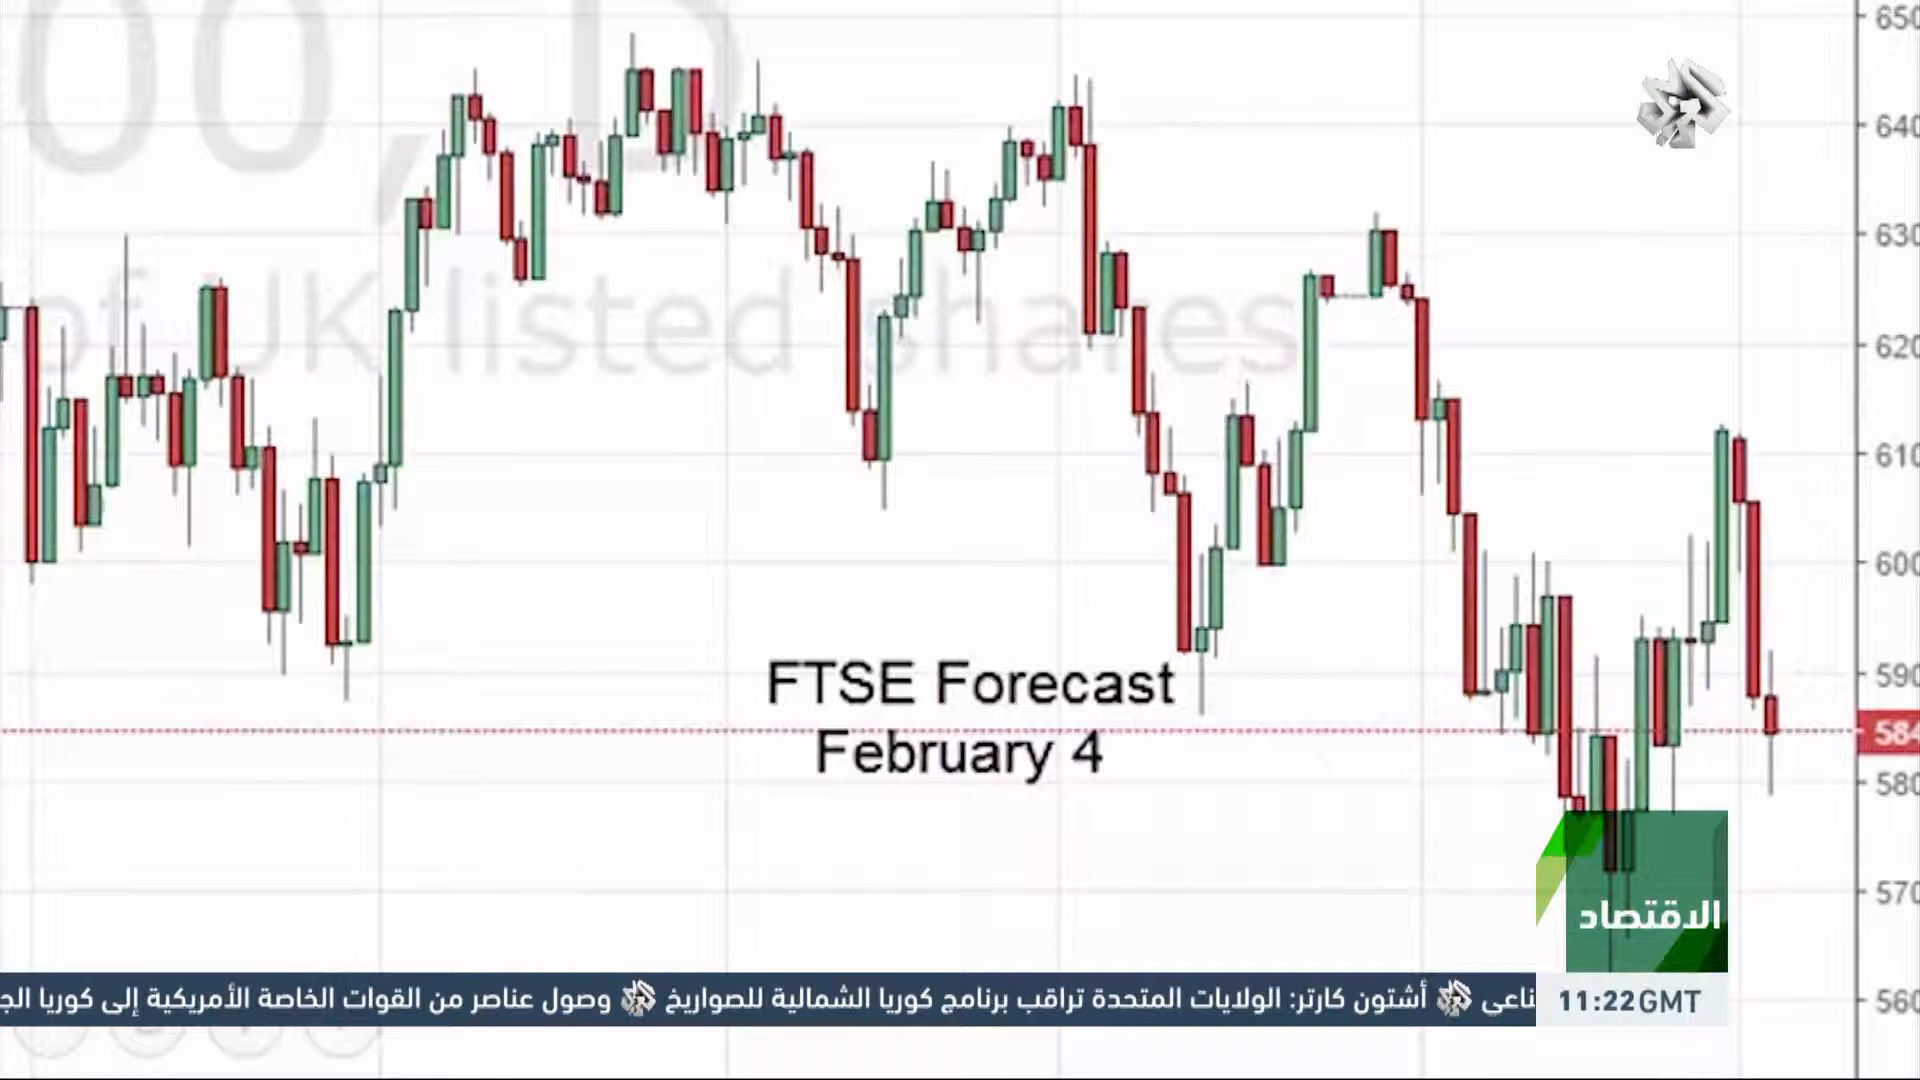 00, D
of UK listed shares
650
640
630
620
610
600
590
584
580
570
560
FTSE Forecast
February 4
الاقتصاد
11:22GMT
أشتون كارتر: الولايات المتحدة تراقب برنامج كوريا الشمالية للصواريخ وصول عناصر من القوات الخاصة الأمريكية إلى كوريا